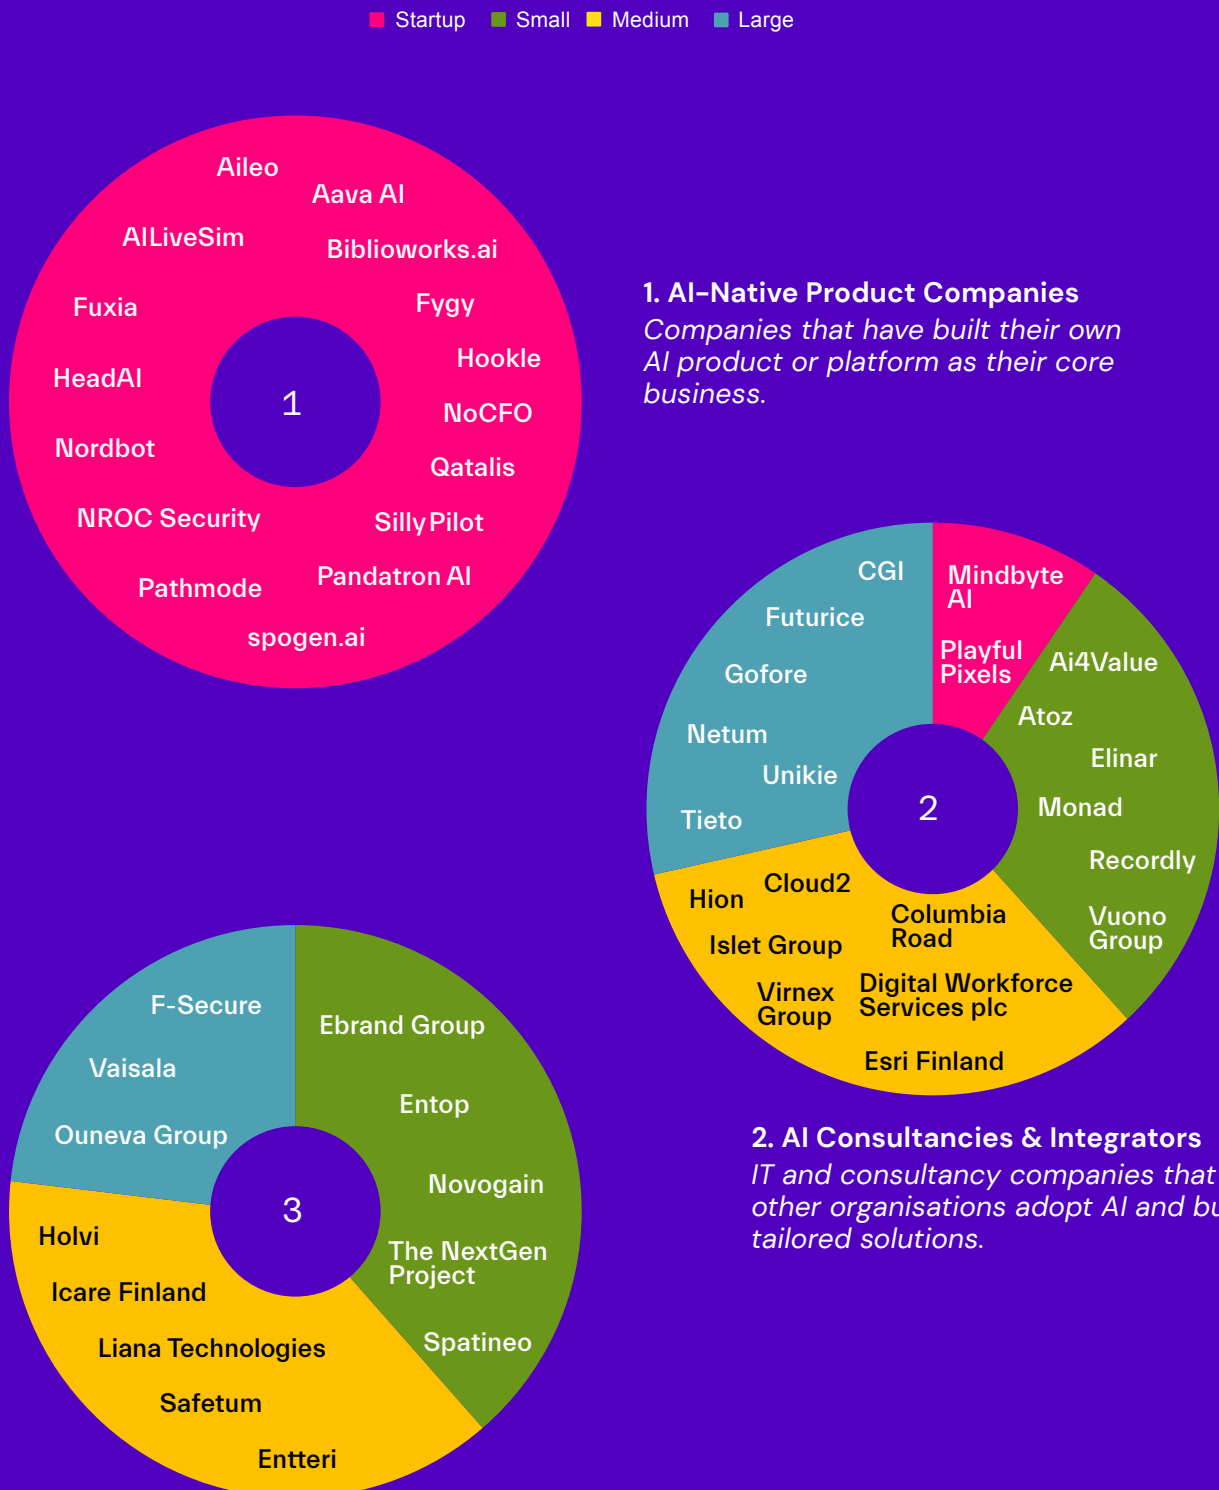 Startup Small Medium Large
Aileo
Aava AI
AILiveSim
Biblioworks.ai
Fuxia
Fygy
Hookle
HeadAI
NoCFO
Nordbot
Qatalis
NROC Security
SillyPilot
Pathmode
Pandatron AI
spogen.ai
1
1. AI-Native Product Companies
Companies that have built their own
AI product or platform as their core
business.
CGI
Futurice
Gofore
Netum
Unikie
Tieto
Mindbyte
AI
Playful
Pixels
Ai4Value
Atoz
Elinar
Monad
Recordly
Vuono
Group
2
Hion
Cloud2
Islet Group
Virnex
Group
Columbia
Road
Digital Workforce
Services plc
Esri Finland
2. AI Consultancies & Integrators
IT and consultancy companies that
other organisations adopt AI and bu
tailored solutions.
F-Secure
Vaisala
Ouneva Group
Ebrand Group
Entop
Novogain
The NextGen
Project
Spatineo
3
Holvi
Icare Finland
Liana Technologies
Safetum
Entteri